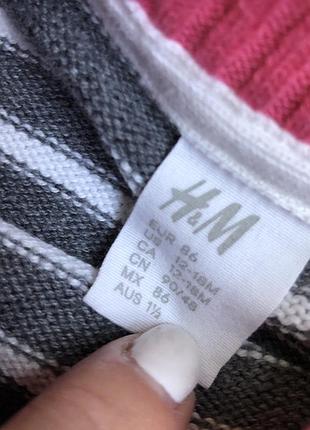 H&M
EUR 86
US 12-18M
CA 12-18M
CN 90/48
MX 86
AUS 1½